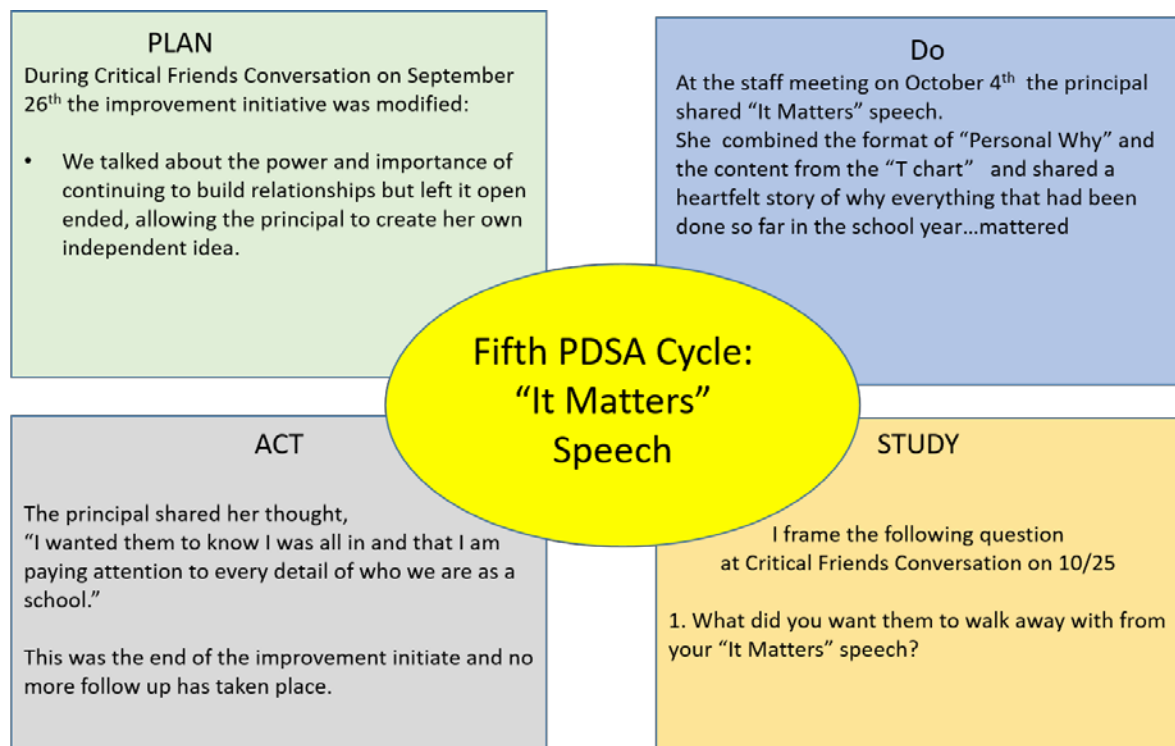 PLAN
During Critical Friends Conversation on September
26th the improvement initiative was modified:
• We talked about the power and importance of
continuing to build relationships but left it open
ended, allowing the principal to create her own
independent idea.
Do
At the staff meeting on October 4th the principal
shared “It Matters” speech.
She combined the format of “Personal Why” and
the content from the “T chart” and shared a
heartfelt story of why everything that had been
done so far in the school year...mattered
Fifth PDSA Cycle:
“It Matters”
Speech
ACT
The principal shared her thought,
“I wanted them to know I was all in and that I am
paying attention to every detail of who we are as a
school.”
This was the end of the improvement initiate and no
more follow up has taken place.
STUDY
I frame the following question
at Critical Friends Conversation on 10/25
1. What did you want them to walk away with from
your “It Matters” speech?